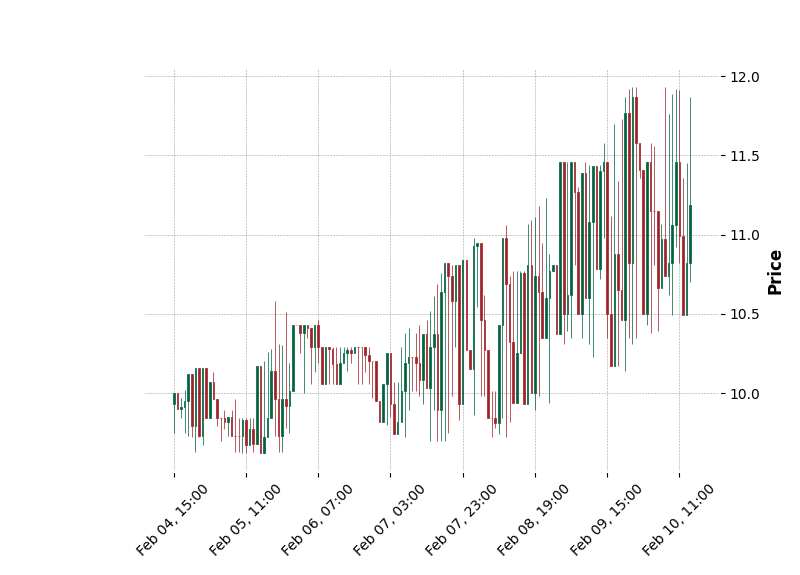 12.0
11.5
11.0
10.5
10.0
Price
Feb 04, 15:00
Feb 05, 11:00
Feb 06, 07:00
Feb 07, 03:00
Feb 07, 23:00
Feb 08, 19:00
Feb 09, 15:00
Feb 10, 11:00